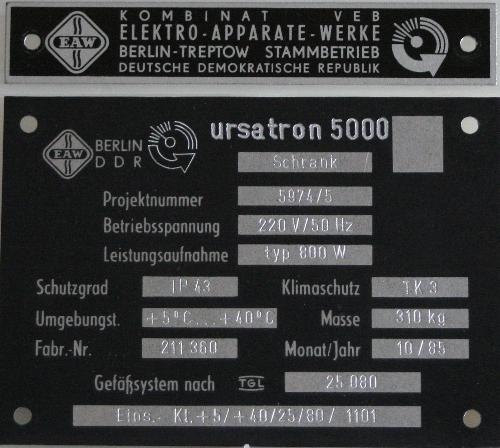 KOMBINAT VEB
EAW ELEKTRO-APPARATE-WERKE
BERLIN-TREPTOW STAMMBETRIEB
DEUTSCHE DEMOKRATISCHE REPUBLIK
ursatron 5000
EAW BERLIN DDR
Schrank
Projektnummer 5974/5
Betriebsspannung 220 V/50 Hz
Leistungsaufnahme typ 800 W
Schutzgrad IP 43 Klimaschutz TK 3
Umgebungst. +5°C...+40°C Masse 310 kg
Fabr.-Nr. 211 360 Monat/Jahr 10/85
Gefäßsystem nach TGL 25 080
Eins.- Kl.+5/+40/25/80/ 1101